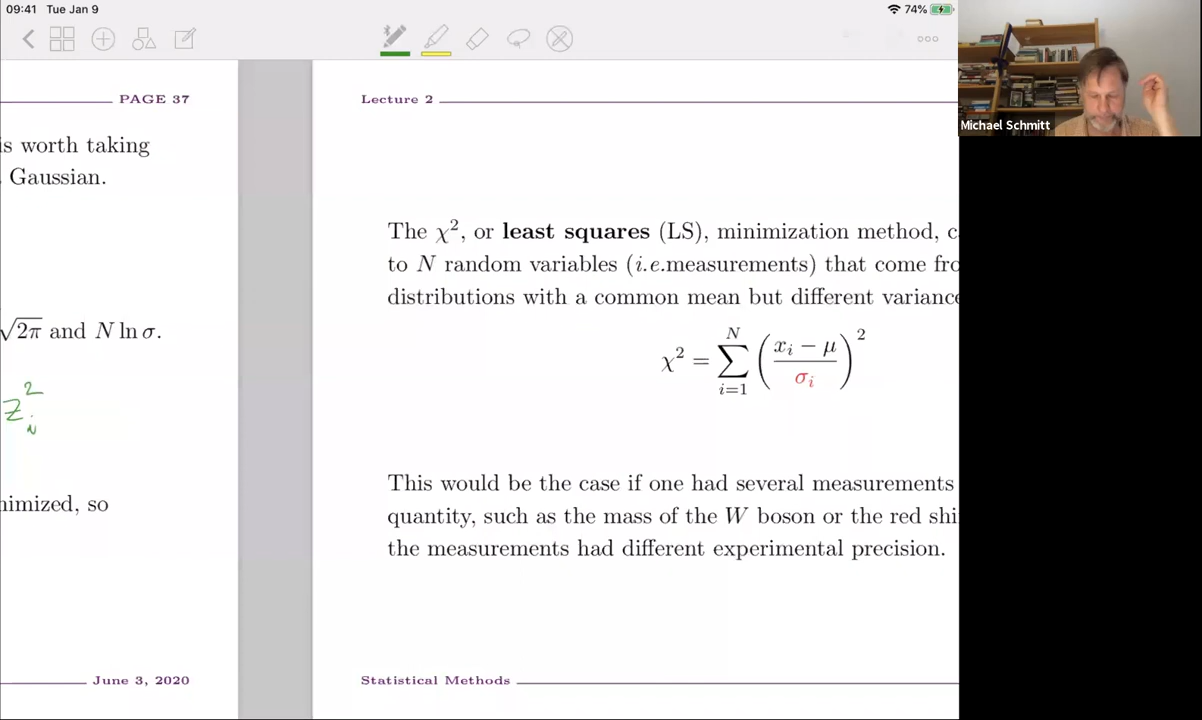 09:41 Tue Jan 9
74%
PAGE 37
is worth taking
Gaussian.
√2π and N ln σ.
z_i^2
nimized, so
June 3, 2020
Lecture 2
The χ², or least squares (LS), minimization method, c
to N random variables (i.e.measurements) that come fro
distributions with a common mean but different variance
χ² = ∑_{i=1}^{N} ( (x_i − μ) / σ_i )²
This would be the case if one had several measurements
quantity, such as the mass of the W boson or the red shi
the measurements had different experimental precision.
Statistical Methods
Michael Schmitt